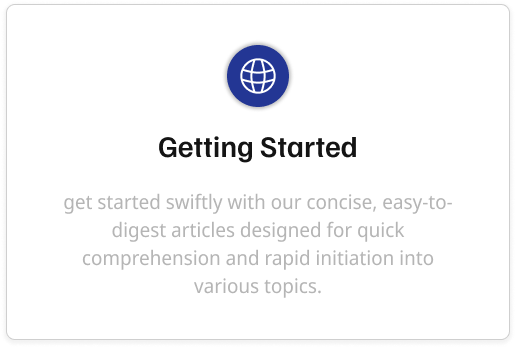 Getting Started
get started swiftly with our concise, easy-to-
digest articles designed for quick
comprehension and rapid initiation into
various topics.